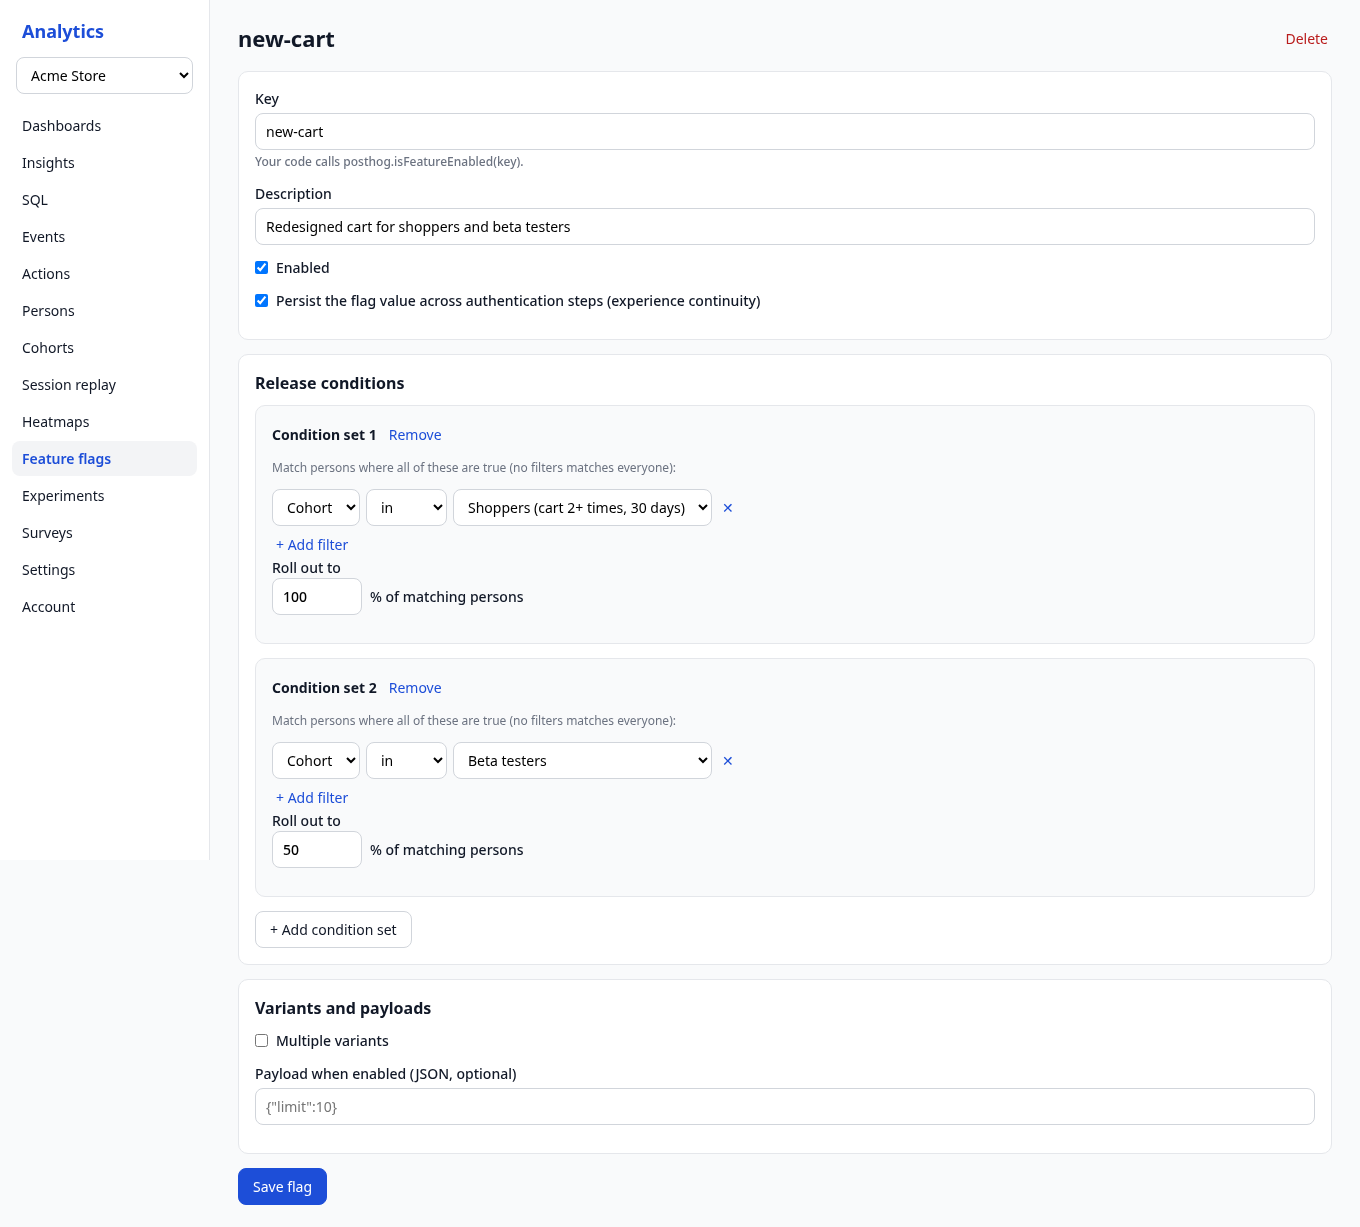 Analytics
Acme Store
Dashboards
Insights
SQL
Events
Actions
Persons
Cohorts
Session replay
Heatmaps
Feature flags
Experiments
Surveys
Settings
Account
new-cart
Delete
Key
new-cart
Your code calls posthog.isFeatureEnabled(key).
Description
Redesigned cart for shoppers and beta testers
Enabled
Persist the flag value across authentication steps (experience continuity)
Release conditions
Condition set 1 Remove
Match persons where all of these are true (no filters matches everyone):
Cohort in Shoppers (cart 2+ times, 30 days) ✕
+ Add filter
Roll out to
100 % of matching persons
Condition set 2 Remove
Match persons where all of these are true (no filters matches everyone):
Cohort in Beta testers ✕
+ Add filter
Roll out to
50 % of matching persons
+ Add condition set
Variants and payloads
Multiple variants
Payload when enabled (JSON, optional)
{"limit":10}
Save flag